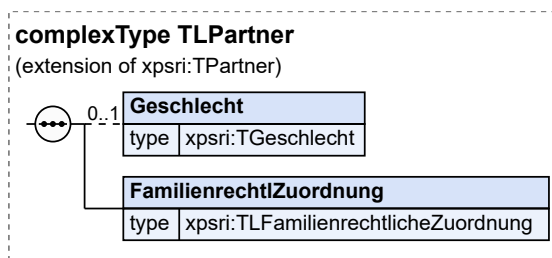 complexType TLPartner
(extension of xpsri:TPartner)
0..1
Geschlecht
type xpsri:TGeschlecht
FamilienrechtlZuordnung
type xpsri:TLFamilienrechtlicheZuordnung